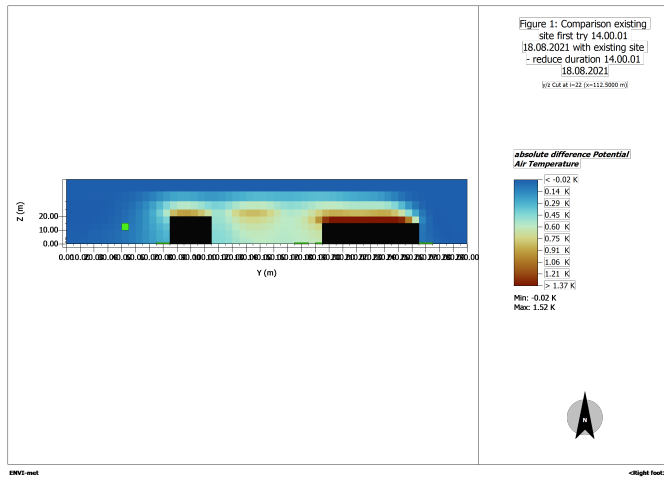 Figure 1: Comparison existing
site first try 14.00.01
18.08.2021 with existing site
- reduce duration 14.00.01
18.08.2021
y/z Cut at i=22 (x=112.5000 m)
absolute difference Potential
Air Temperature
< -0.02 K
0.14 K
0.29 K
0.45 K
0.60 K
0.75 K
0.91 K
1.06 K
1.21 K
> 1.37 K
Min: -0.02 K
Max: 1.52 K
Z (m)
20.00
10.00
0.00
Y (m)
N
ENVI-met
<Right foot